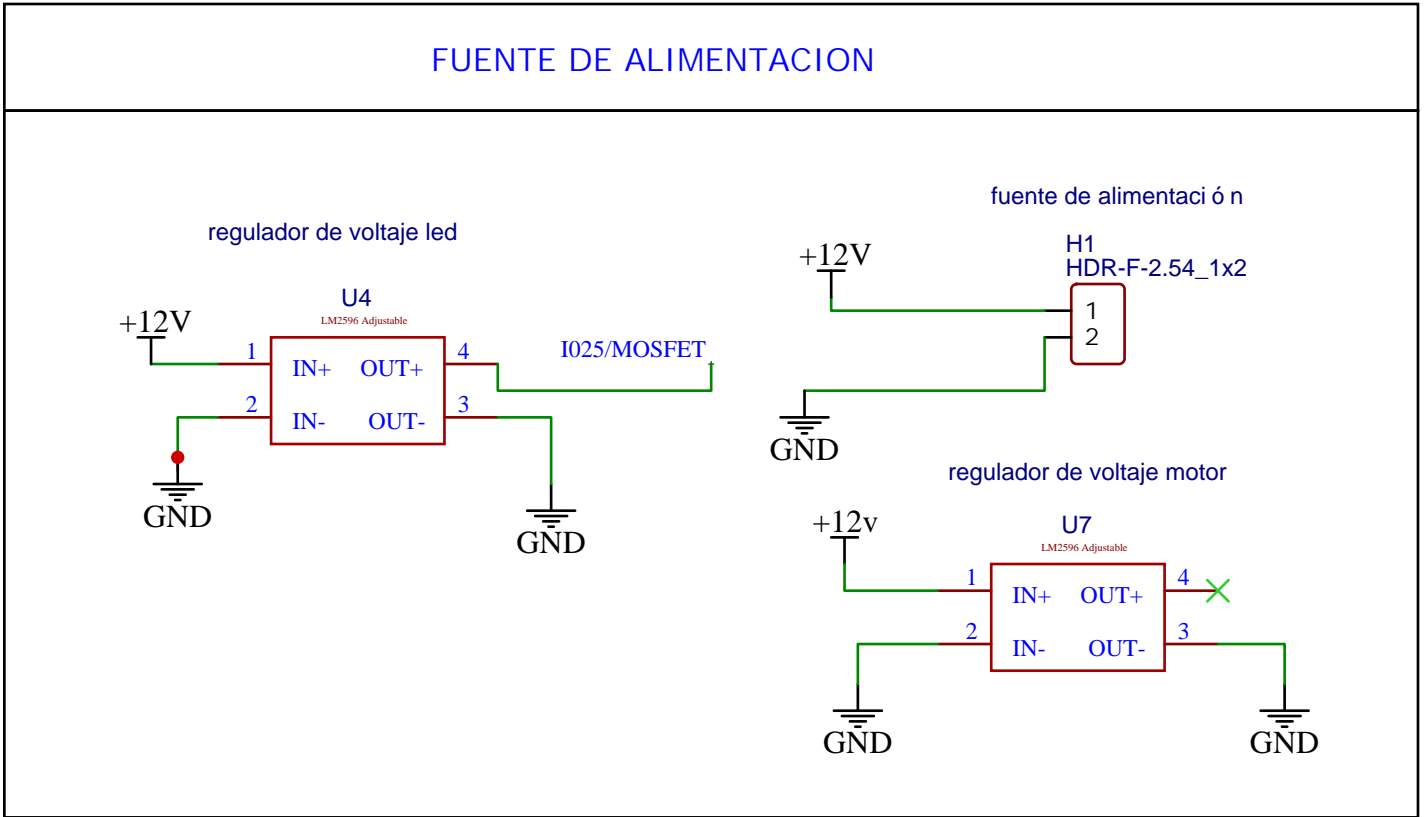 FUENTE DE ALIMENTACION
regulador de voltaje led
+12V
U4
LM2596 Adjustable
1 IN+ OUT+ 4
2 IN- OUT- 3
I025/MOSFET
GND
GND
fuente de alimentaci ó n
H1
HDR-F-2.54_1x2
+12V
1
2
GND
regulador de voltaje motor
+12v
U7
LM2596 Adjustable
1 IN+ OUT+ 4
2 IN- OUT- 3
GND
GND